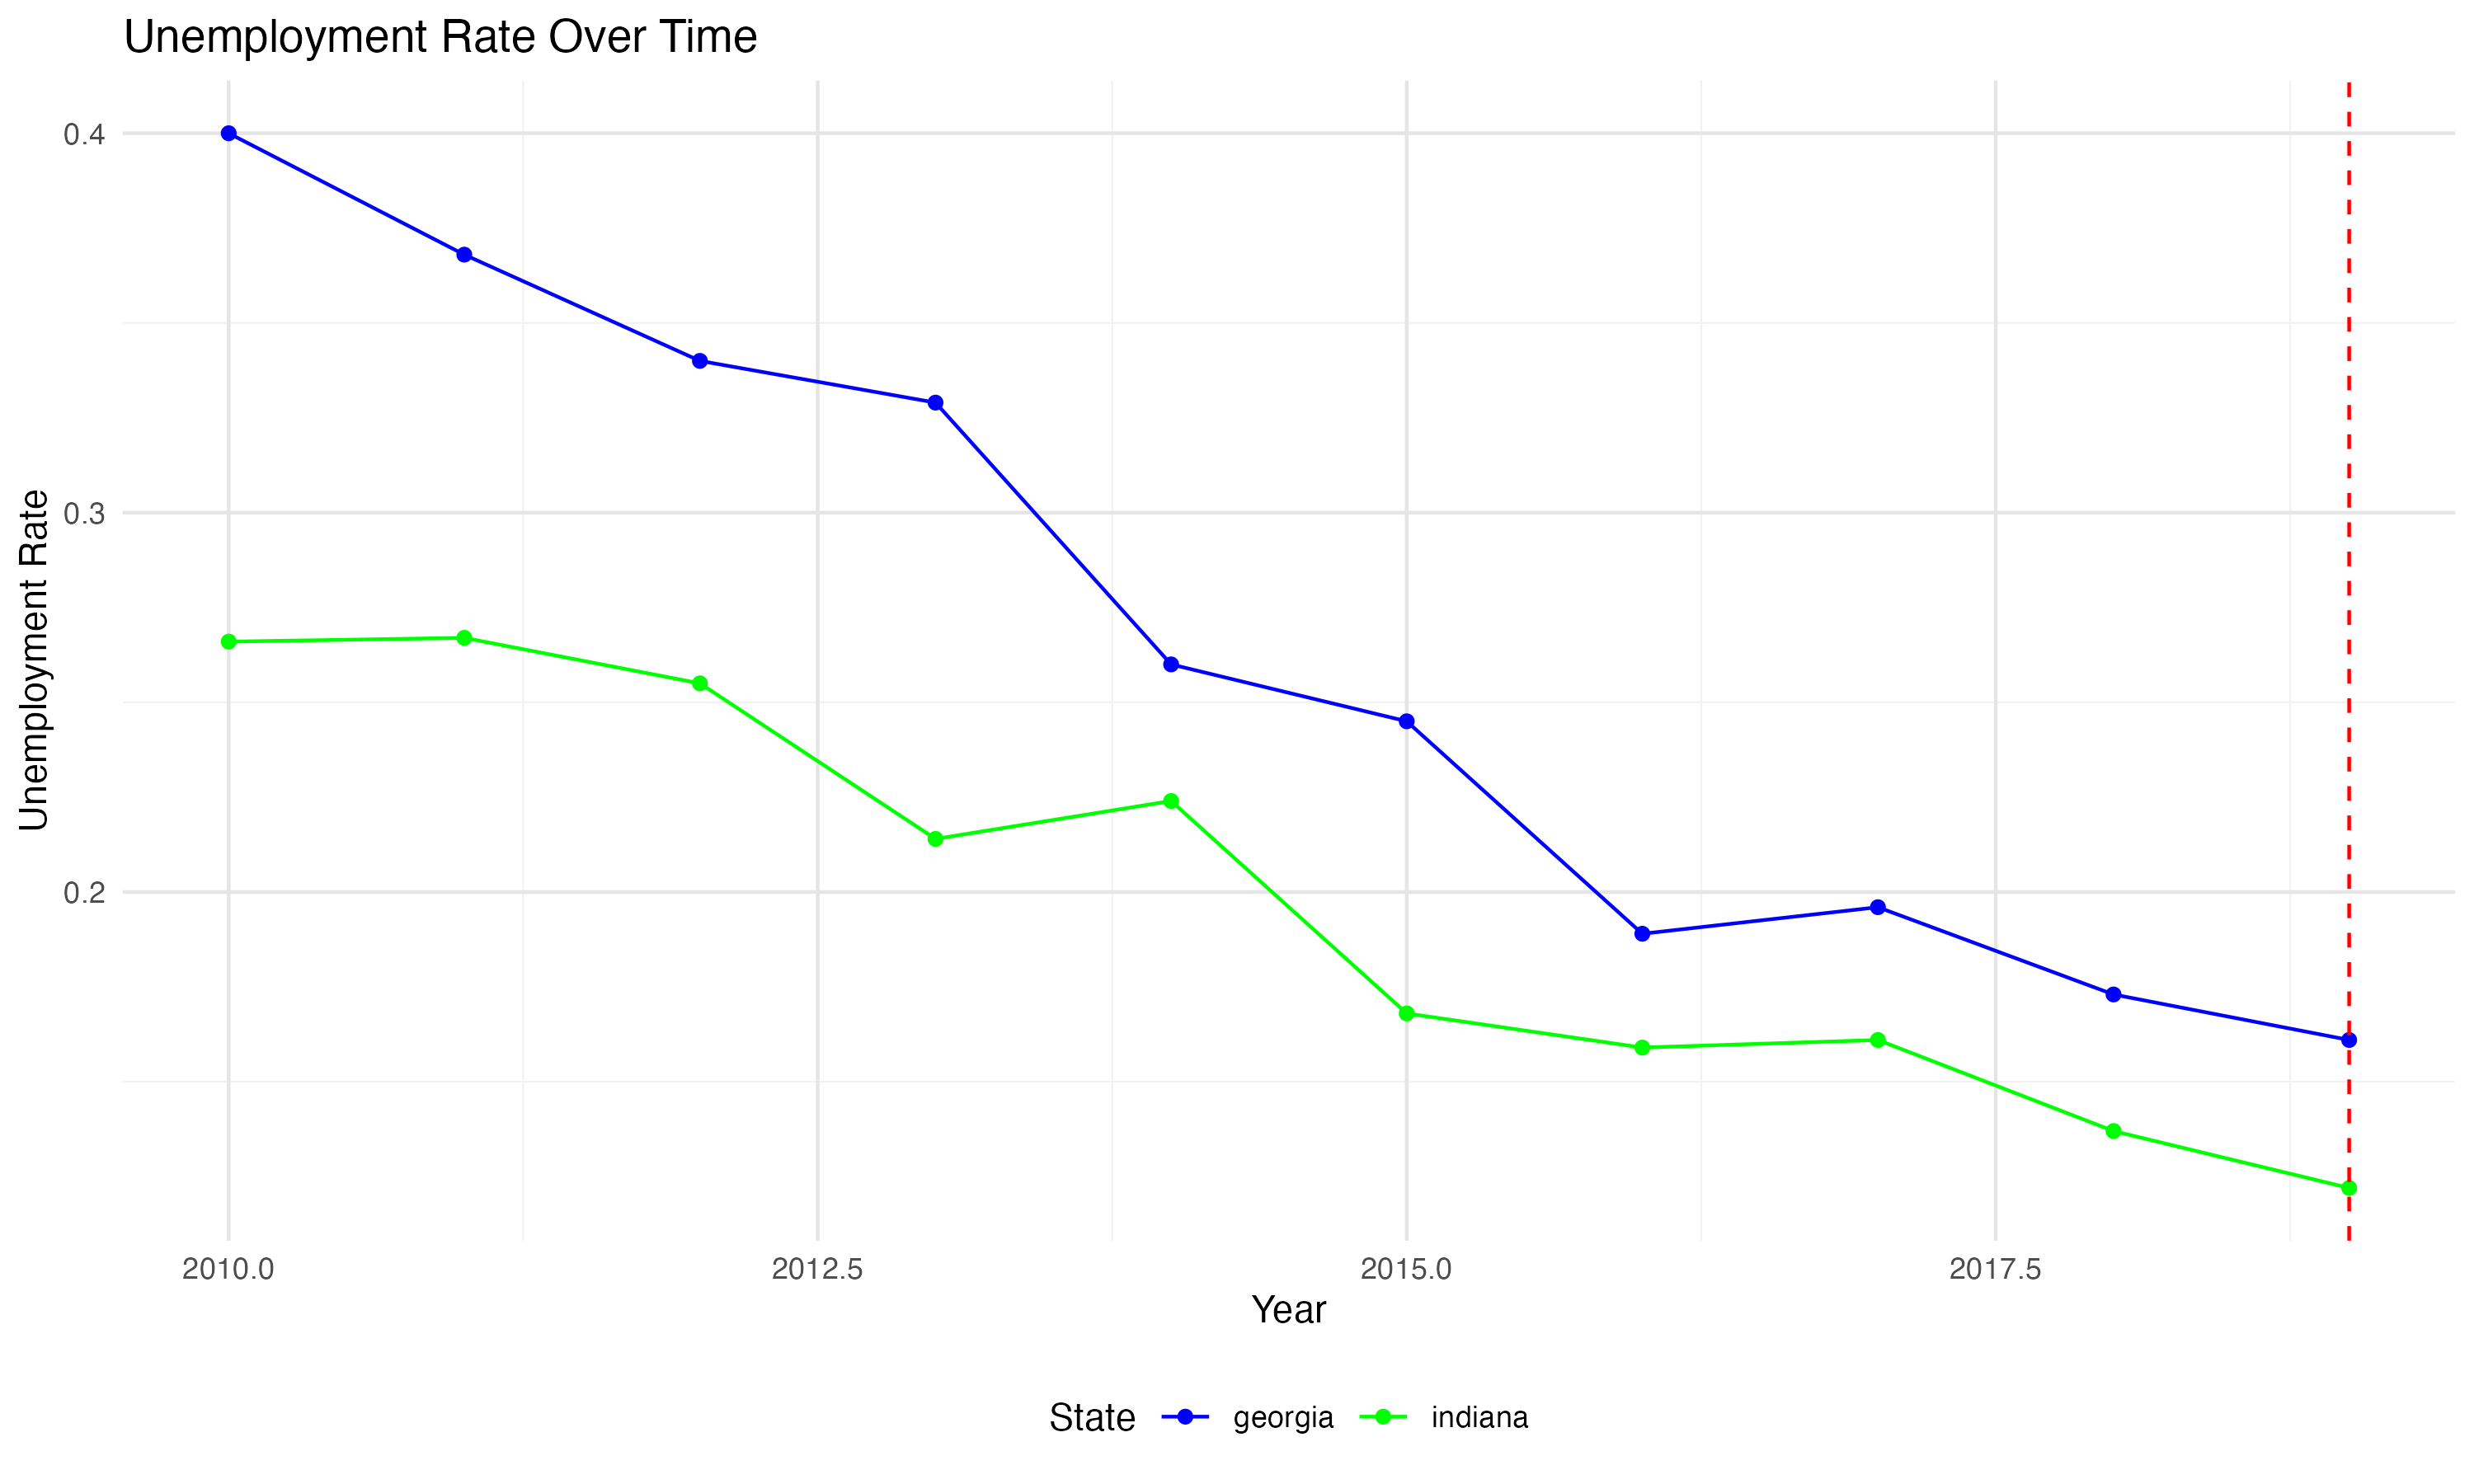 Unemployment Rate Over Time
Unemployment Rate
0.4
0.3
0.2
2010.0 2012.5 2015.0 2017.5
Year
State georgia indiana